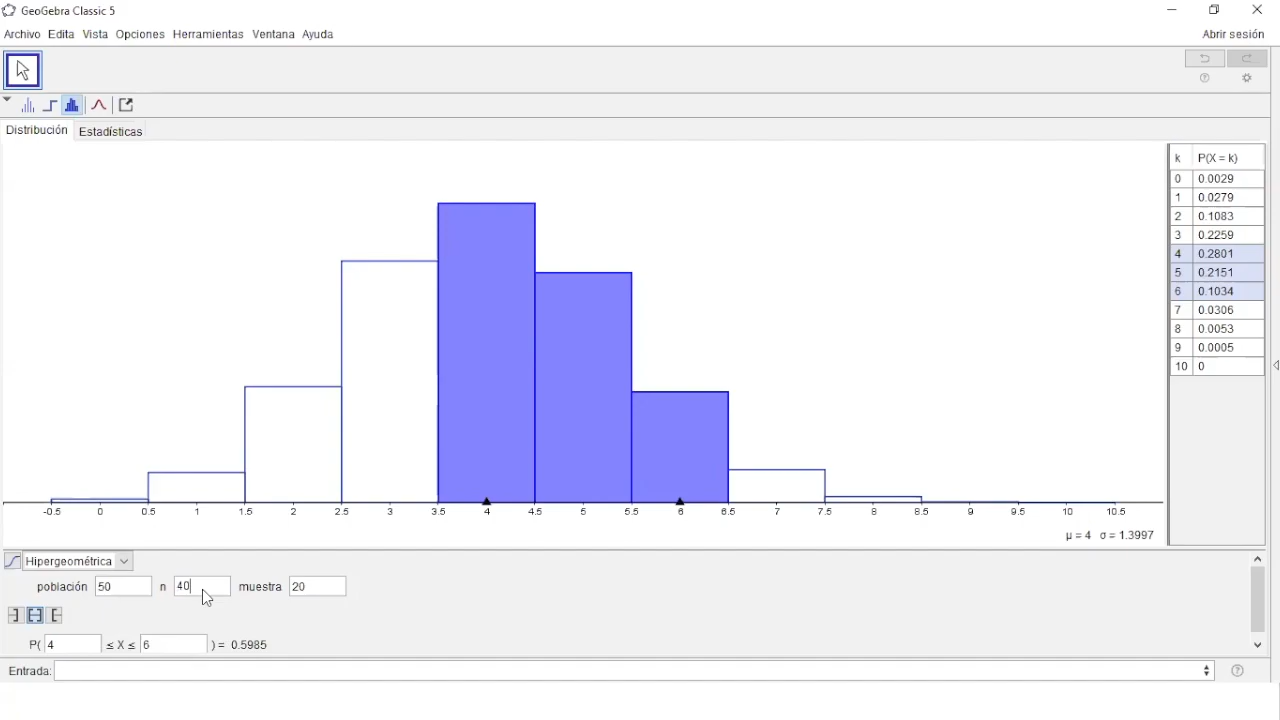 GeoGebra Classic 5
Archivo Edita Vista Opciones Herramientas Ventana Ayuda Abrir sesión
Distribución Estadísticas
k P(X = k)
0 0.0029
1 0.0279
2 0.1083
3 0.2259
4 0.2801
5 0.2151
6 0.1034
7 0.0306
8 0.0053
9 0.0005
10 0
-0.5 0 0.5 1 1.5 2 2.5 3 3.5 4 4.5 5 5.5 6 6.5 7 7.5 8 8.5 9 9.5 10 10.5
μ = 4 σ = 1.3997
Hipergeométrica
población 50 n 40 muestra 20
P( 4 ≤ X ≤ 6 ) = 0.5985
Entrada: